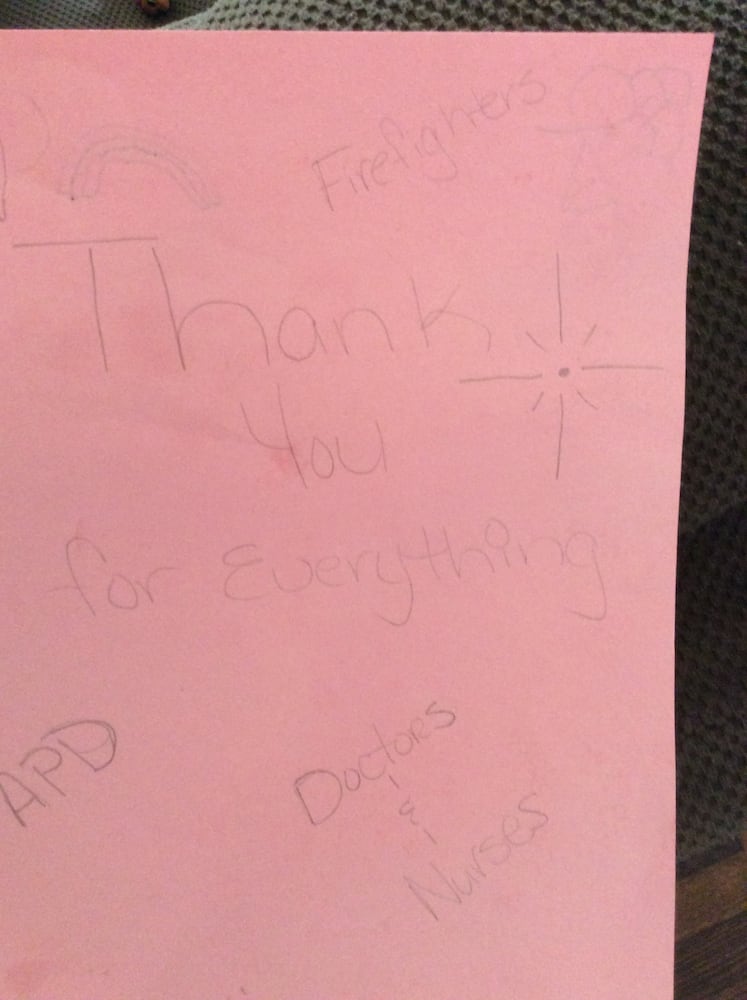 Firefighters
Thank
You
for Everything
APD
Doctors
&
Nurses